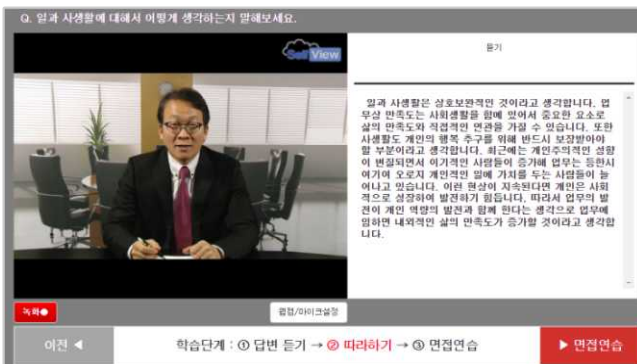 Q. 일과 사생활에 대해서 어떻게 생각하는지 말해보세요.
Self View
듣기
일과 사생활은 상호보완적인 것이라고 생각합니다. 업
무상 만족도는 사회생활을 함에 있어서 중요한 요소로
삶의 만족도와 직접적인 연관을 가질 수 있습니다. 또한
사생활도 개인의 행복 추구를 위해 반드시 보장받아야
할 부분이라고 생각합니다. 최근에는 개인주의적인 성향
이 변질되면서 이기적인 사람들이 증가해 업무는 등한시
여기며 오로지 개인적인 일에 가치를 두는 사람들이 늘
어나고 있습니다. 이런 현상이 지속된다면 개인은 사회
적으로 성장하여 발전하기 힘듭니다. 따라서 업무의 발
전이 개인 역량의 발전과 함께 한다는 생각으로 업무에
임하면 내외적인 삶의 만족도가 증가할 것이라고 생각합
니다.
녹화●
웹캠/마이크설정
이전 ◀
학습단계 : ① 답변 듣기 → ② 따라하기 → ③ 면접연습
▶ 면접연습